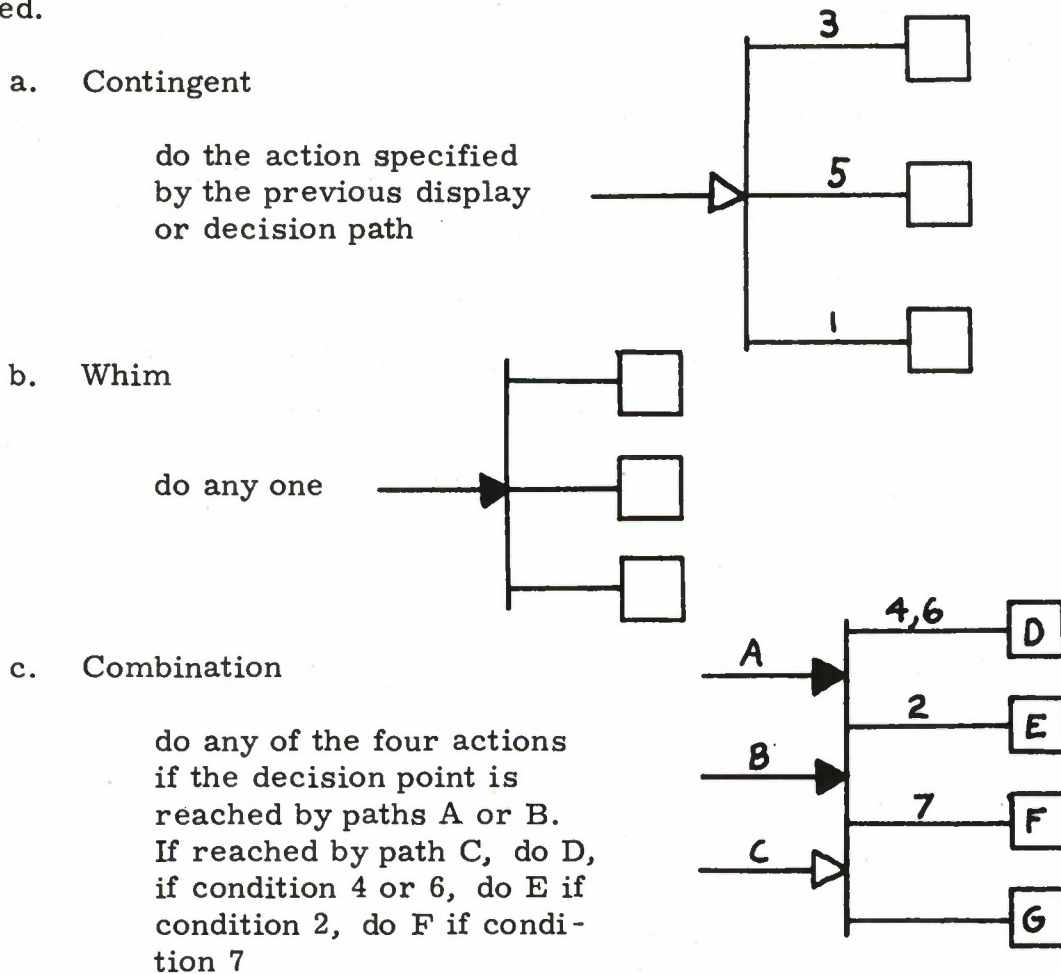 ed.
a. Contingent
do the action specified
by the previous display
or decision path
3
5
1
b. Whim
do any one
c. Combination
do any of the four actions
if the decision point is
reached by paths A or B.
If reached by path C, do D,
if condition 4 or 6, do E if
condition 2, do F if condi-
tion 7
A
B
C
4,6
D
2
E
7
F
G